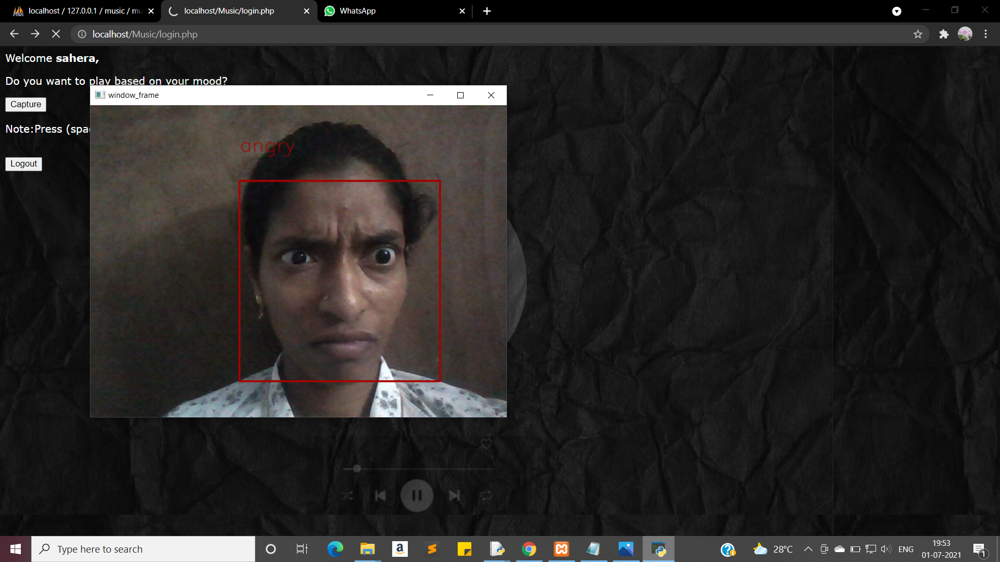 localhost / 127.0.0.1 / music / mu
localhost/Music/login.php
WhatsApp
localhost/Music/login.php
Welcome sahera,
Do you want to play based on your mood?
window_frame
Capture
Note:Press (spa
angry
Logout
Type here to search
28°C
ENG
19:53
01-07-2021
1